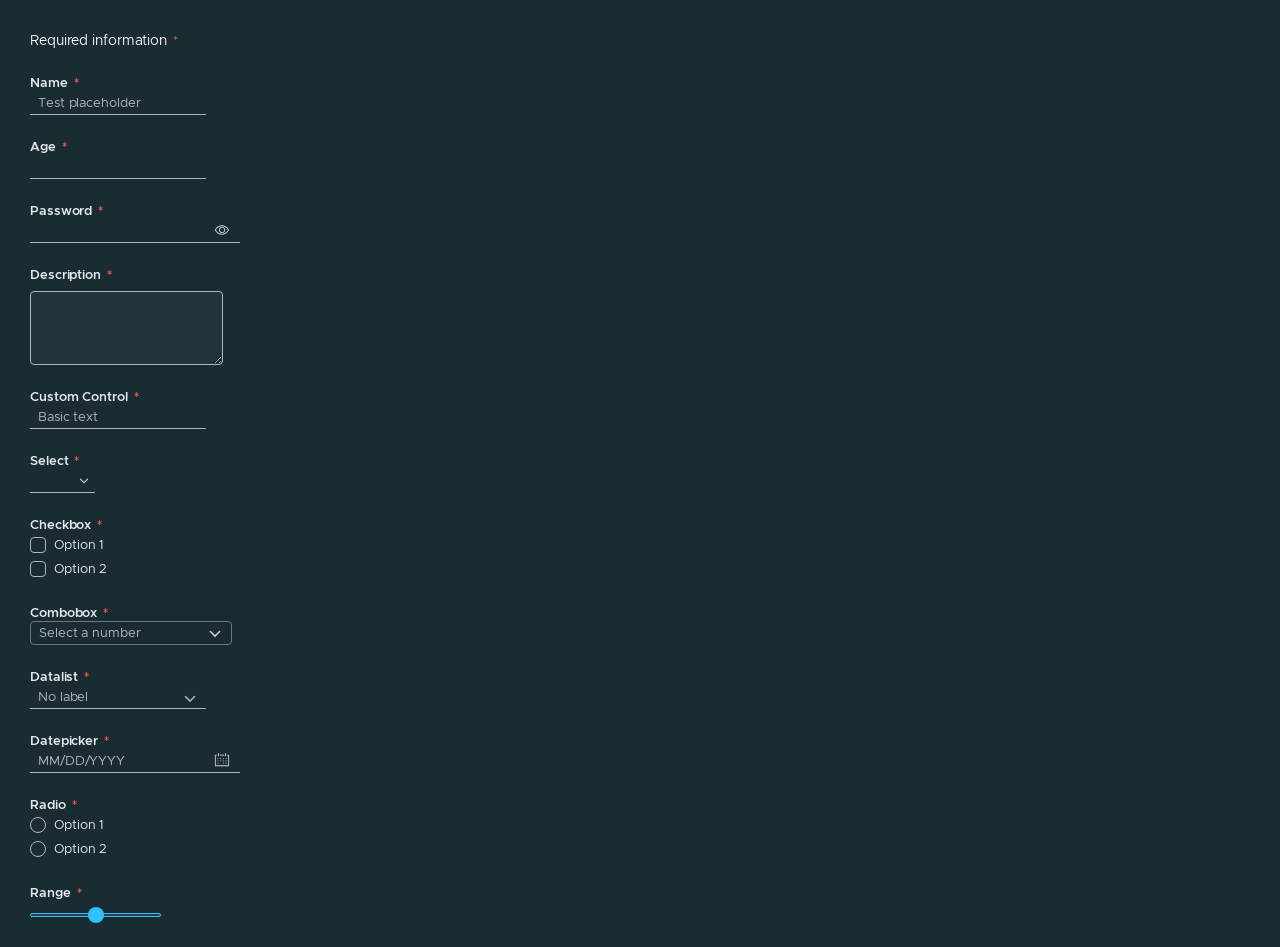 Required information *
Name *
Test placeholder
Age *
Password *
Description *
Custom Control *
Basic text
Select *
Checkbox *
Option 1
Option 2
Combobox *
Select a number
Datalist *
No label
Datepicker *
MM/DD/YYYY
Radio *
Option 1
Option 2
Range *